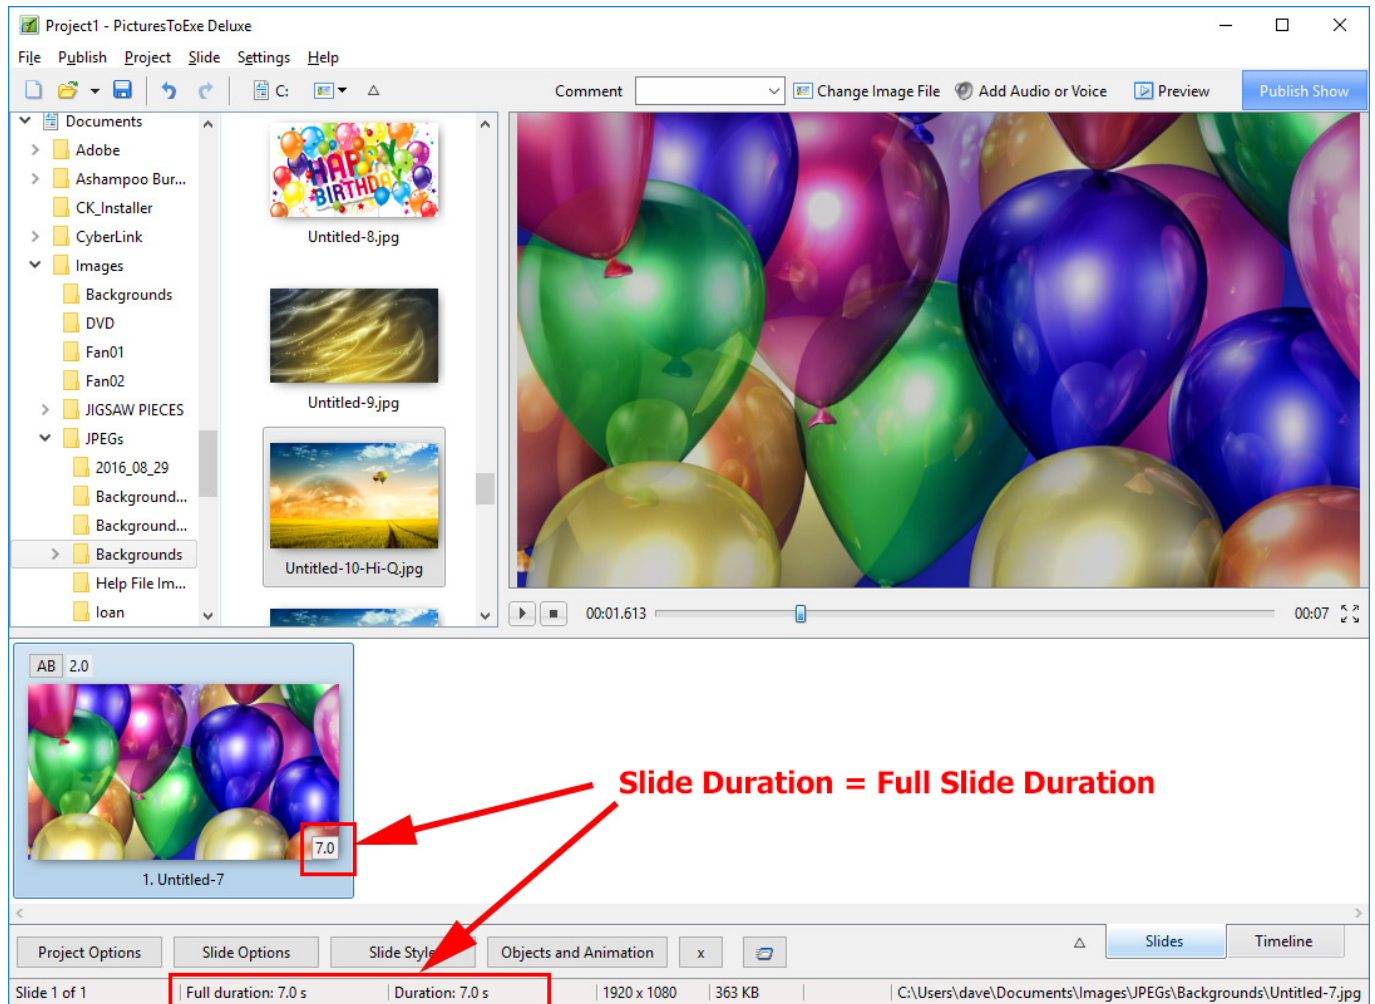 Project1 - PicturesToExe Deluxe
File Publish Project Slide Settings Help
C: Comment Change Image File Add Audio or Voice Preview Publish Show
Documents
Adobe
Ashampoo Bur...
CK_Installer
CyberLink
Images
Backgrounds
DVD
Fan01
Fan02
JIGSAW PIECES
JPEGs
2016_08_29
Background...
Background...
Backgrounds
Help File Im...
Ioan
HAPPY
BIRTHDAY
Untitled-8.jpg
Untitled-9.jpg
Untitled-10-Hi-Q.jpg
00:01.613 00:07
AB 2.0
7.0
1. Untitled-7
Slide Duration = Full Slide Duration
Project Options Slide Options Slide Style Objects and Animation x Slides Timeline
Slide 1 of 1 Full duration: 7.0 s Duration: 7.0 s 1920 x 1080 363 KB C:\Users\dave\Documents\Images\JPEGs\Backgrounds\Untitled-7.jpg